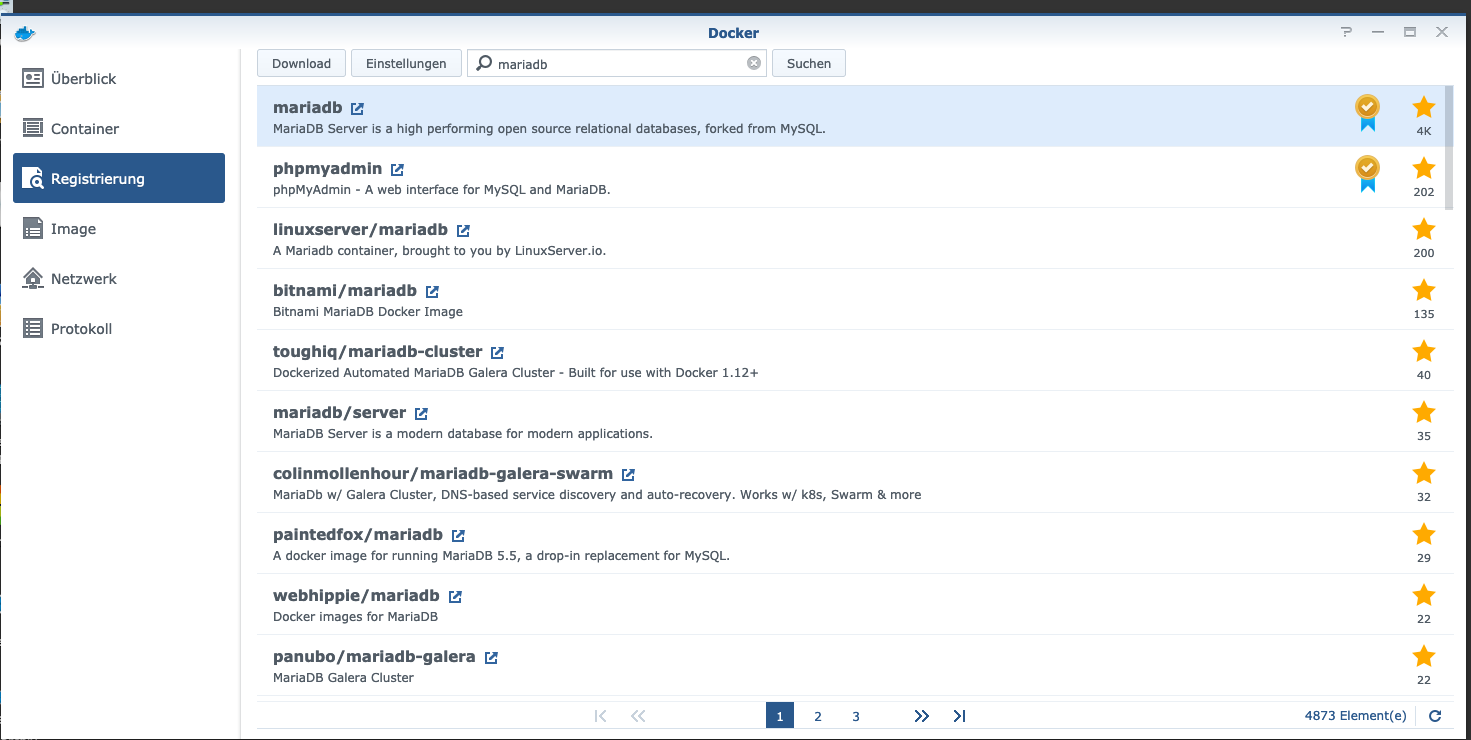 Docker
Überblick
Container
Registrierung
Image
Netzwerk
Protokoll
Download
Einstellungen
mariadb
Suchen
mariadb
MariaDB Server is a high performing open source relational databases, forked from MySQL.
4K
phpmyadmin
phpMyAdmin - A web interface for MySQL and MariaDB.
202
linuxserver/mariadb
A Mariadb container, brought to you by LinuxServer.io.
200
bitnami/mariadb
Bitnami MariaDB Docker Image
135
toughiq/mariadb-cluster
Dockerized Automated MariaDB Galera Cluster - Built for use with Docker 1.12+
40
mariadb/server
MariaDB Server is a modern database for modern applications.
35
colinmollenhour/mariadb-galera-swarm
MariaDb w/ Galera Cluster, DNS-based service discovery and auto-recovery. Works w/ k8s, Swarm & more
32
paintedfox/mariadb
A docker image for running MariaDB 5.5, a drop-in replacement for MySQL.
29
webhippie/mariadb
Docker images for MariaDB
22
panubo/mariadb-galera
MariaDB Galera Cluster
22
1 2 3
4873 Element(e)